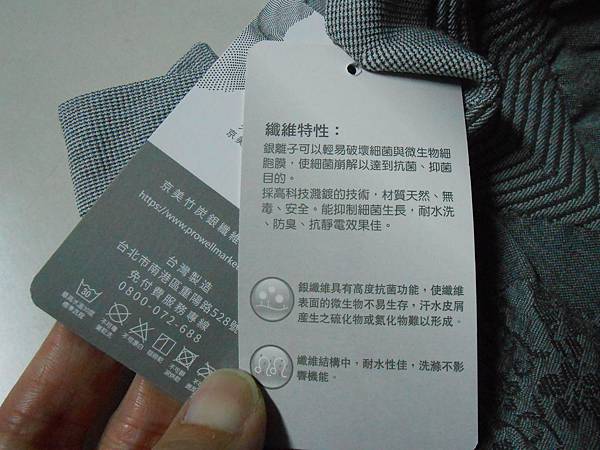 纖維特性：
銀離子可以輕易破壞細菌與微生物細
胞膜，使細菌崩解以達到抗菌、抑菌
目的。
採高科技濺鍍的技術，材質天然、無
毒、安全。能抑制細菌生長，耐水洗
、防臭、抗靜電效果佳。
銀纖維具有高度抗菌功能，使纖維
表面的微生物不易生存，汗水皮屑
產生之硫化物或氮化物難以形成。
纖維結構中，耐水性佳，洗滌不影
響機能。
京美
京美竹炭銀纖維
https://www.prowellmarke
台灣製造
台北市南港區重陽路528號
免付費服務專線
0800-072-688
30